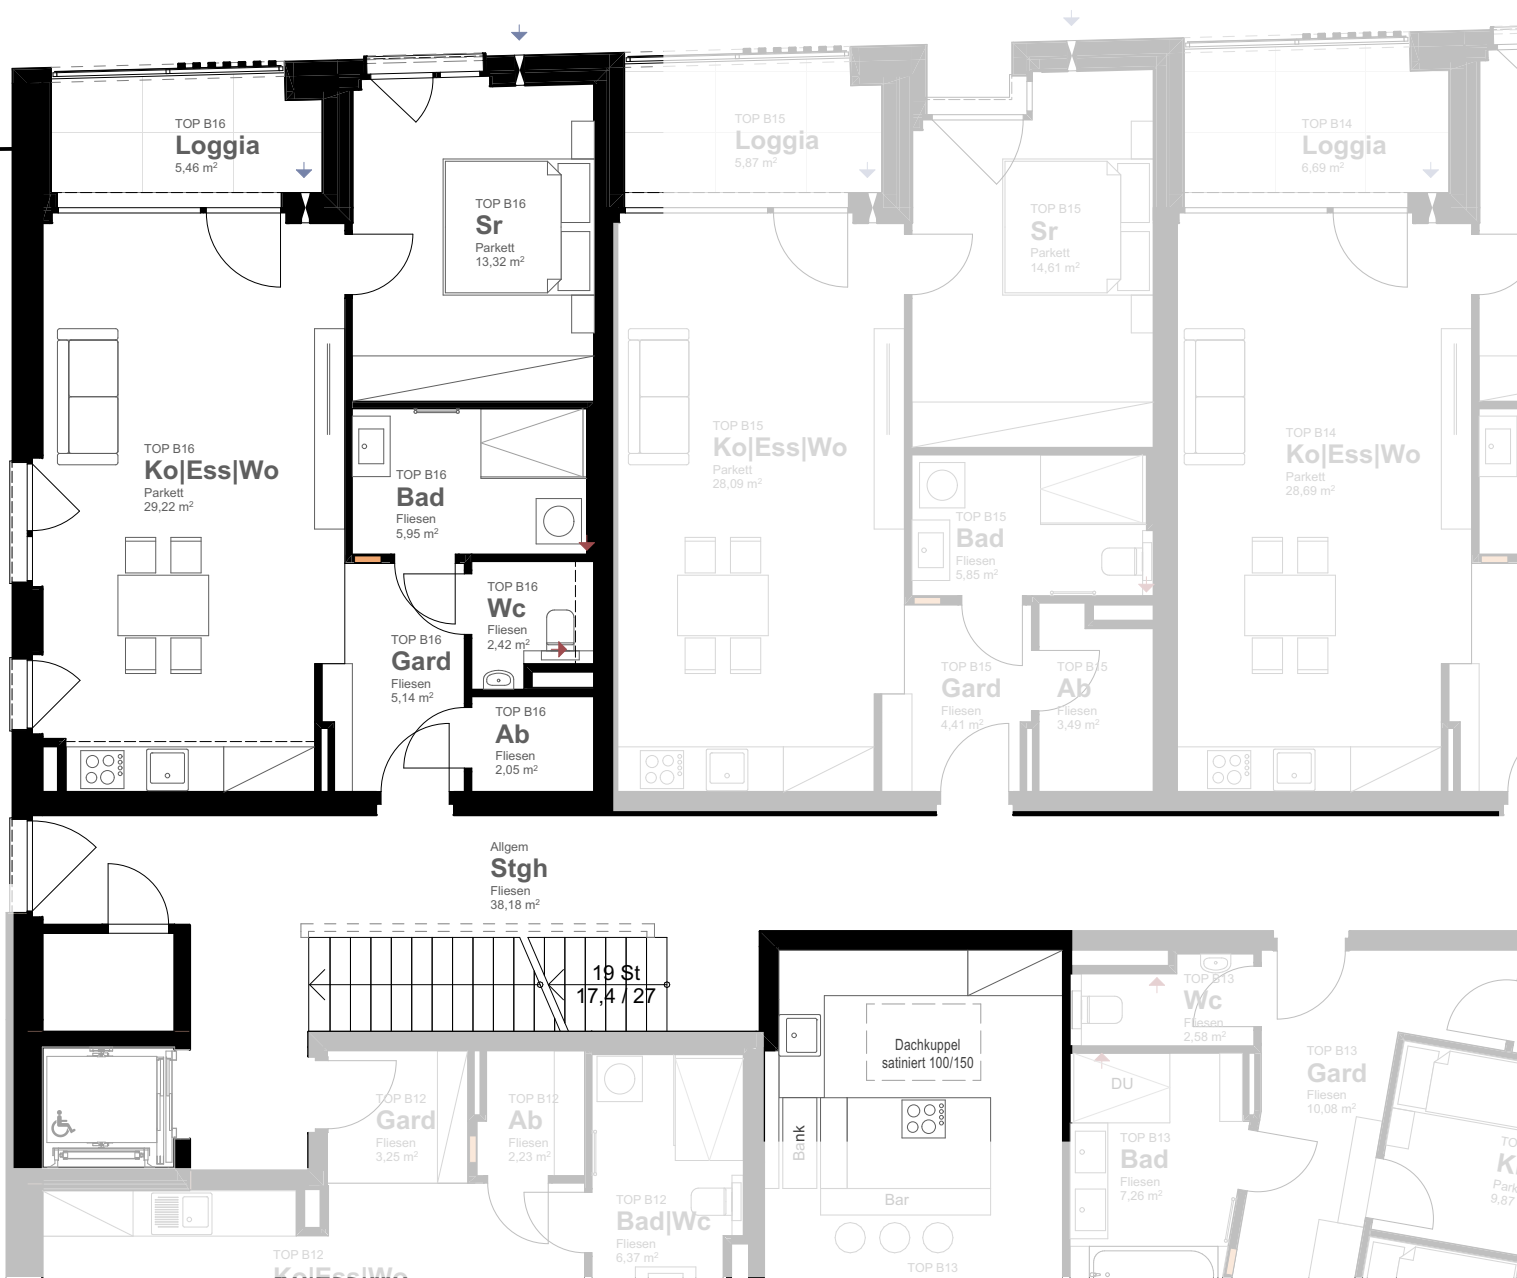 TOP B16
Loggia
5,46 m²
TOP B16
Sr
Parkett
13,32 m²
TOP B15
Loggia
5,87 m²
TOP B15
Sr
Parkett
14,61 m²
TOP B14
Loggia
6,69 m²
TOP B16
Ko|Ess|Wo
Parkett
29,22 m²
TOP B16
Bad
Fliesen
5,95 m²
TOP B15
Ko|Ess|Wo
Parkett
28,09 m²
TOP B15
Bad
Fliesen
5,85 m²
TOP B14
Ko|Ess|Wo
Parkett
28,69 m²
TOP B16
Wc
Fliesen
2,42 m²
TOP B16
Gard
Fliesen
5,14 m²
TOP B16
Ab
Fliesen
2,05 m²
TOP B15
Gard
Fliesen
4,41 m²
TOP B15
Ab
Fliesen
3,49 m²
Allgem
Stgh
Fliesen
38,18 m²
19 St
17,4 / 27
Dachkuppel
satiniert 100/150
TOP B13
Wc
Fliesen
2,58 m²
TOP B13
Gard
Fliesen
10,08 m²
DU
TOP B12
Gard
Fliesen
3,25 m²
TOP B12
Ab
Fliesen
2,23 m²
Bank
Bar
TOP B13
Bad
Fliesen
7,26 m²
TO
K
Park
9,87
TOP B12
Bad|Wc
Fliesen
6,37 m²
TOP B12
Ko|Ess|Wo
TOP B13